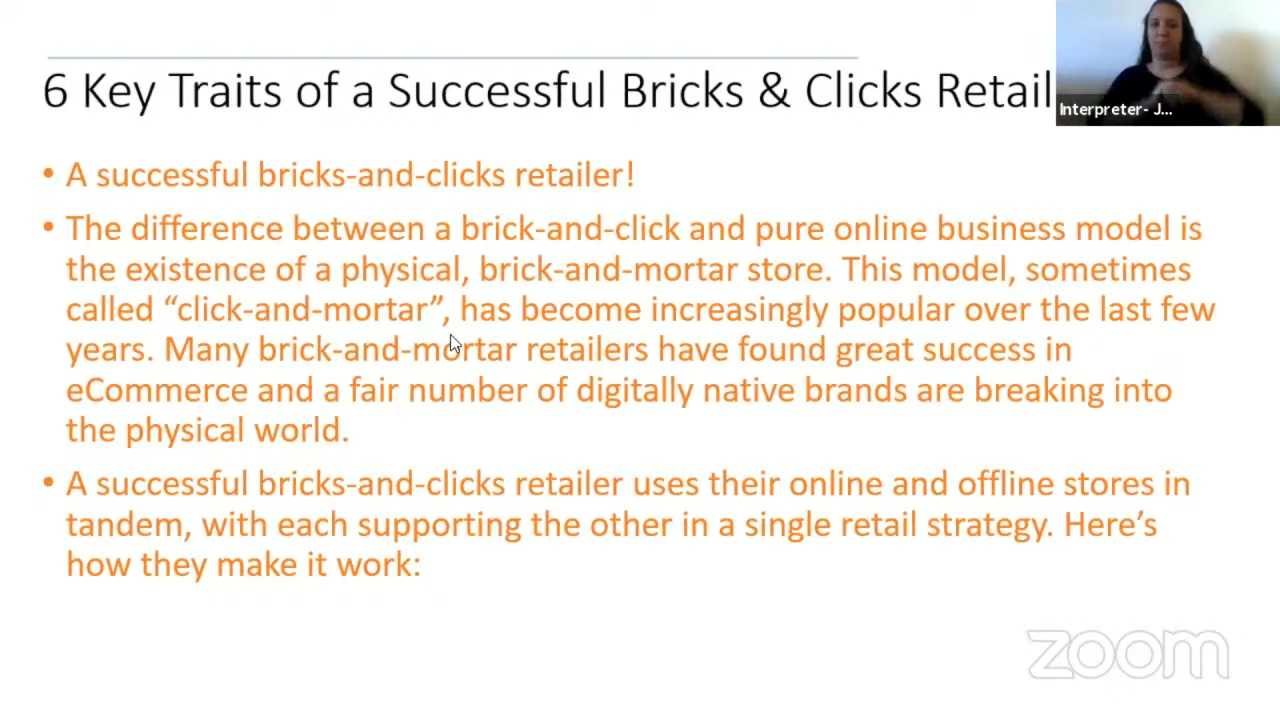 6 Key Traits of a Successful Bricks & Clicks Retail
Interpreter- J...
• A successful bricks-and-clicks retailer!
• The difference between a brick-and-click and pure online business model is
the existence of a physical, brick-and-mortar store. This model, sometimes
called “click-and-mortar”, has become increasingly popular over the last few
years. Many brick-and-mortar retailers have found great success in
eCommerce and a fair number of digitally native brands are breaking into
the physical world.
• A successful bricks-and-clicks retailer uses their online and offline stores in
tandem, with each supporting the other in a single retail strategy. Here’s
how they make it work:
zoom